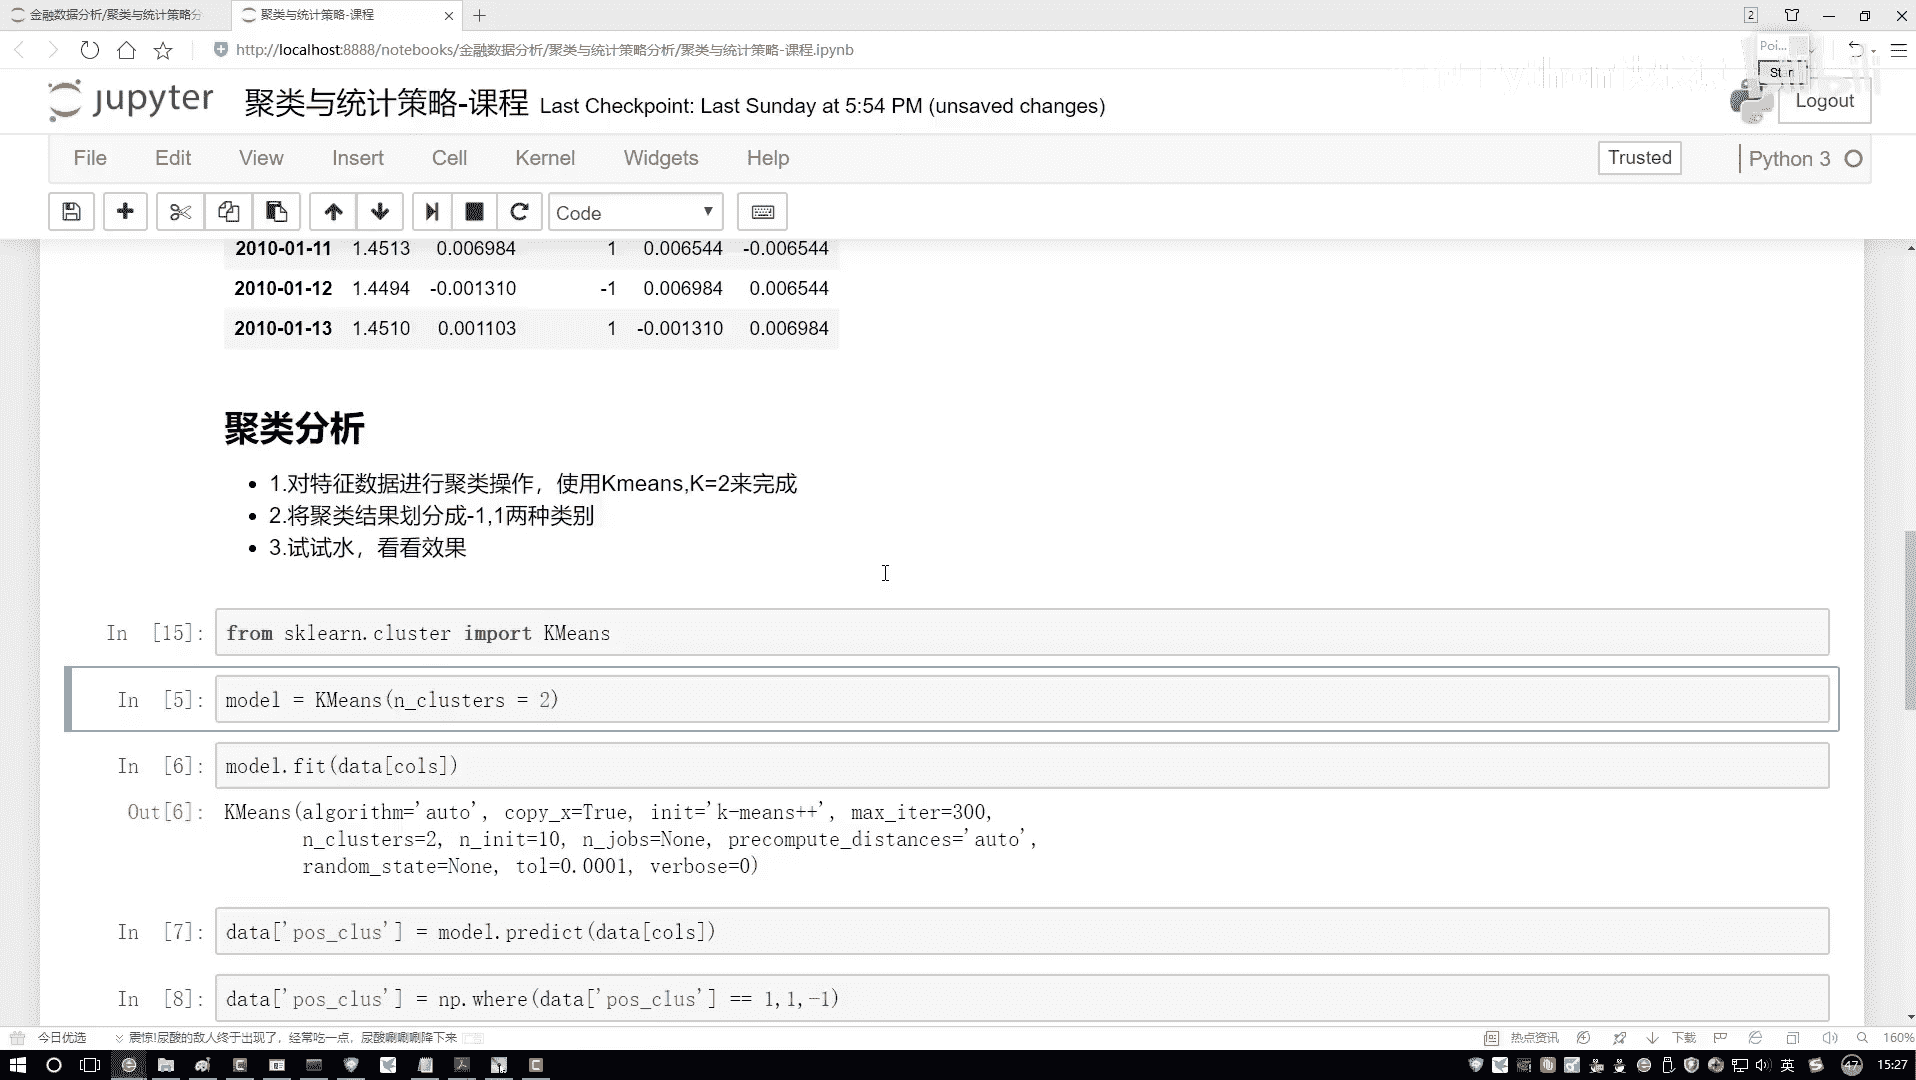 金融数据分析/聚类与统计策略分
聚类与统计策略-课程
2
http://localhost:8888/notebooks/金融数据分析/聚类与统计策略分析/聚类与统计策略-课程.ipynb
Poi...
Start
jupyter
聚类与统计策略-课程 Last Checkpoint: Last Sunday at 5:54 PM (unsaved changes)
Logout
File Edit View Insert Cell Kernel Widgets Help
Trusted
Python 3
Code
2010-01-11 1.4513 0.006984 1 0.006544 -0.006544
2010-01-12 1.4494 -0.001310 -1 0.006984 0.006544
2010-01-13 1.4510 0.001103 1 -0.001310 0.006984
聚类分析
• 1.对特征数据进行聚类操作，使用Kmeans,K=2来完成
• 2.将聚类结果划分成-1,1两种类别
• 3.试试水，看看效果
In [15]: from sklearn.cluster import KMeans
In [5]: model = KMeans(n_clusters = 2)
In [6]: model.fit(data[cols])
Out[6]: KMeans(algorithm='auto', copy_x=True, init='k-means++', max_iter=300,
n_clusters=2, n_init=10, n_jobs=None, precompute_distances='auto',
random_state=None, tol=0.0001, verbose=0)
In [7]: data['pos_clus'] = model.predict(data[cols])
In [8]: data['pos_clus'] = np.where(data['pos_clus'] == 1,1,-1)
今日优选
震惊!尿酸的敌人终于出现了，经常吃一点，尿酸唰唰唰降下来
热点资讯
下载
160%
英
47
15:27